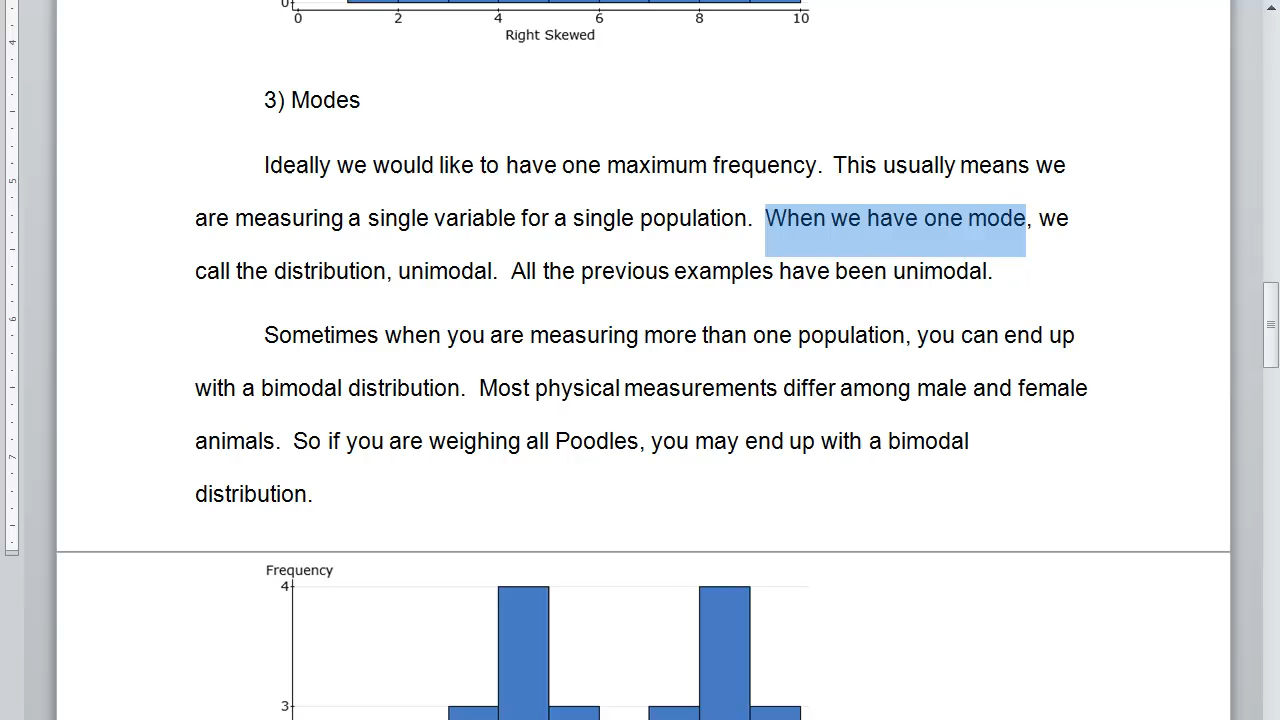 0
0 2 4 6 8 10
Right Skewed
3) Modes
Ideally we would like to have one maximum frequency. This usually means we
are measuring a single variable for a single population. When we have one mode, we
call the distribution, unimodal. All the previous examples have been unimodal.
Sometimes when you are measuring more than one population, you can end up
with a bimodal distribution. Most physical measurements differ among male and female
animals. So if you are weighing all Poodles, you may end up with a bimodal
distribution.
Frequency
4
3
4
5
6
7